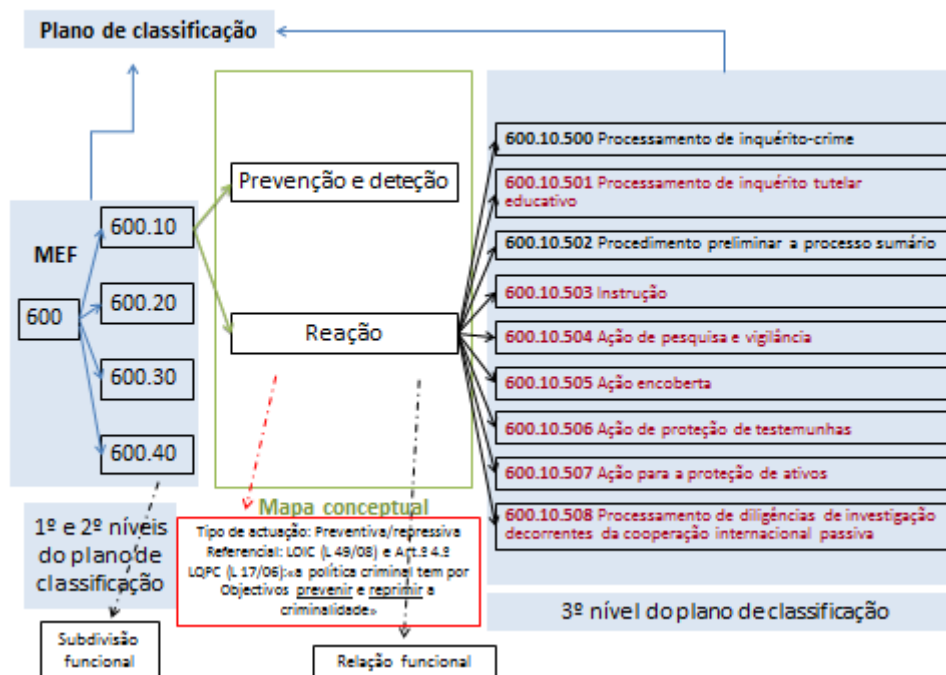 Plano de classificação
MEF
600
600.10
600.20
600.30
600.40
1º e 2º níveis
do plano de
classificação
Subdivisão
funcional
Prevenção e deteção
Reação
Mapa conceptual
Tipo de actuação: Preventiva/repressiva
Referencial: LOIC (L 49/08) e Art.º 4.º
LQPC (L 17/06):«a política criminal tem por
Objectivos prevenir e reprimir a
criminalidade»
Relação funcional
600.10.500 Processamento de inquérito-crime
600.10.501 Processamento de inquérito tutelar
educativo
600.10.502 Procedimento preliminar a processo sumário
600.10.503 Instrução
600.10.504 Ação de pesquisa e vigilância
600.10.505 Ação encoberta
600.10.506 Ação de proteção de testemunhas
600.10.507 Ação para a proteção de ativos
600.10.508 Processamento de diligências de investigação
decorrentes da cooperação internacional passiva
3º nível do plano de classificação